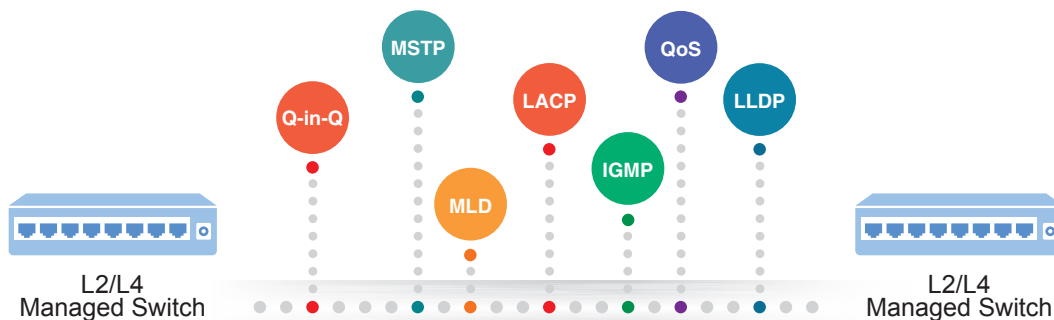 MSTP
QoS
Q-in-Q
LACP
LLDP
IGMP
MLD
L2/L4
Managed Switch
L2/L4
Managed Switch